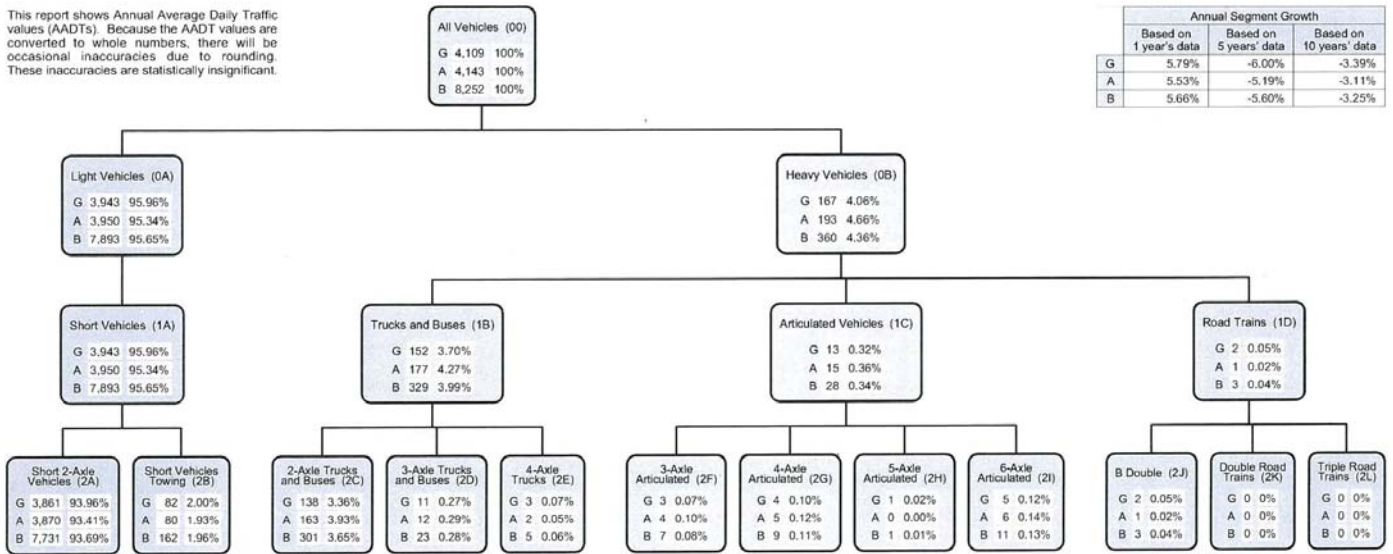 This report shows Annual Average Daily Traffic
values (AADTs). Because the AADT values are
converted to whole numbers, there will be
occasional inaccuracies due to rounding.
These inaccuracies are statistically insignificant.
All Vehicles (00)
G 4,109 100%
A 4,143 100%
B 8,252 100%
Annual Segment Growth
Based on 1 year's data Based on 5 years' data Based on 10 years' data
G 5.79% -6.00% -3.39%
A 5.53% -5.19% -3.11%
B 5.66% -5.60% -3.25%
Light Vehicles (0A)
G 3,943 95.96%
A 3,950 95.34%
B 7,893 95.65%
Heavy Vehicles (0B)
G 167 4.06%
A 193 4.66%
B 360 4.36%
Short Vehicles (1A)
G 3,943 95.96%
A 3,950 95.34%
B 7,893 95.65%
Trucks and Buses (1B)
G 152 3.70%
A 177 4.27%
B 329 3.99%
Articulated Vehicles (1C)
G 13 0.32%
A 15 0.36%
B 28 0.34%
Road Trains (1D)
G 2 0.05%
A 1 0.02%
B 3 0.04%
Short 2-Axle
Vehicles (2A)
G 3,861 93.96%
A 3,870 93.41%
B 7,731 93.69%
Short Vehicles
Towing (2B)
G 82 2.00%
A 80 1.93%
B 162 1.96%
2-Axle Trucks
and Buses (2C)
G 138 3.36%
A 163 3.93%
B 301 3.65%
3-Axle Trucks
and Buses (2D)
G 11 0.27%
A 12 0.29%
B 23 0.28%
4-Axle
Trucks (2E)
G 3 0.07%
A 2 0.05%
B 5 0.06%
3-Axle
Articulated (2F)
G 3 0.07%
A 4 0.10%
B 7 0.08%
4-Axle
Articulated (2G)
G 4 0.10%
A 5 0.12%
B 9 0.11%
5-Axle
Articulated (2H)
G 1 0.02%
A 0 0.00%
B 1 0.01%
6-Axle
Articulated (2I)
G 5 0.12%
A 6 0.14%
B 11 0.13%
B Double (2J)
G 2 0.05%
A 1 0.02%
B 3 0.04%
Double Road
Trains (2K)
G 0 0%
A 0 0%
B 0 0%
Triple Road
Trains (2L)
G 0 0%
A 0 0%
B 0 0%